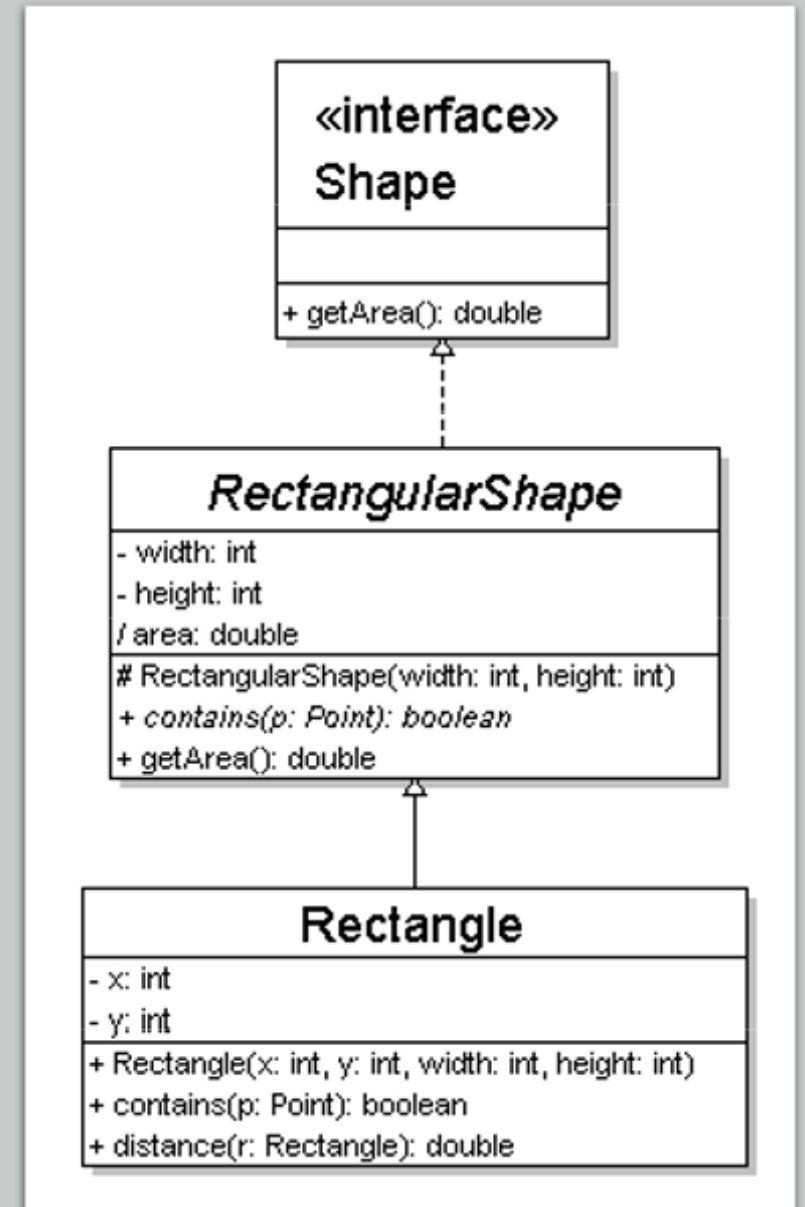 «interface»
Shape
+ getArea(): double
RectangularShape
- width: int
- height: int
/ area: double
# RectangularShape(width: int, height: int)
+ contains(p: Point): boolean
+ getArea(): double
Rectangle
- x: int
- y: int
+ Rectangle(x: int, y: int, width: int, height: int)
+ contains(p: Point): boolean
+ distance(r: Rectangle): double